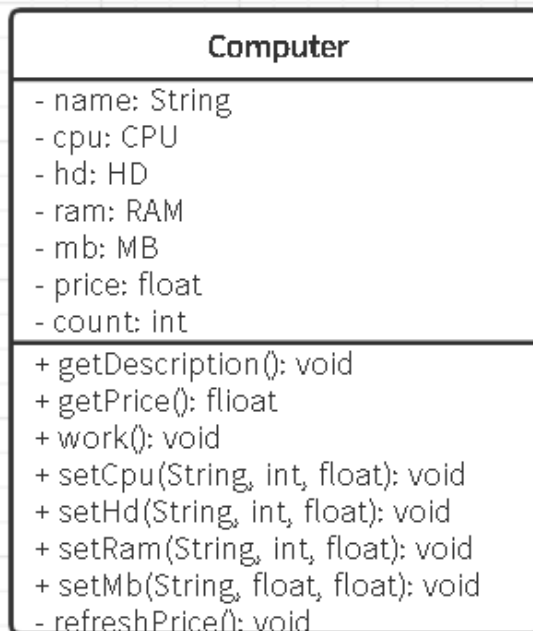 Computer
- name: String
- cpu: CPU
- hd: HD
- ram: RAM
- mb: MB
- price: float
- count: int
+ getDescription(): void
+ getPrice(): flioat
+ work(): void
+ setCpu(String, int, float): void
+ setHd(String, int, float): void
+ setRam(String, int, float): void
+ setMb(String, float, float): void
- refreshPrice(): void